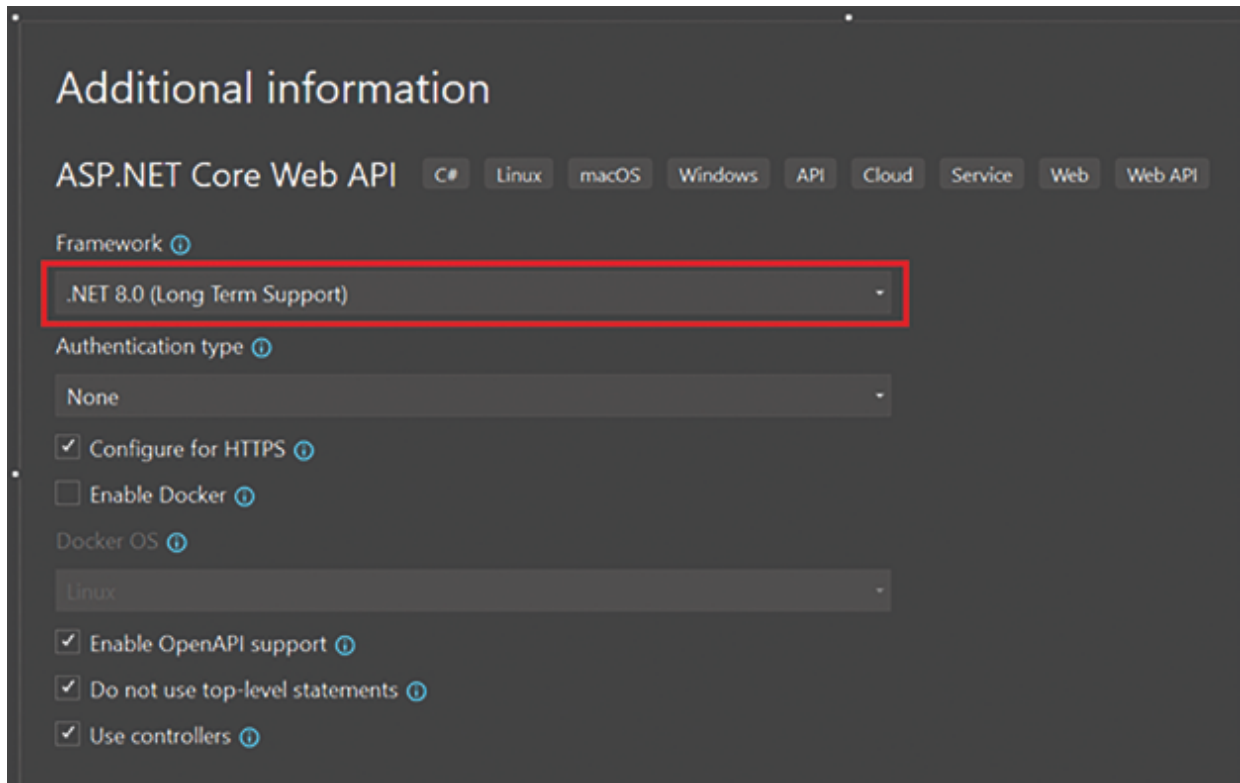 Additional information
ASP.NET Core Web API C# Linux macOS Windows API Cloud Service Web Web API
Framework
.NET 8.0 (Long Term Support)
Authentication type
None
Configure for HTTPS
Enable Docker
Docker OS
Linux
Enable OpenAPI support
Do not use top-level statements
Use controllers